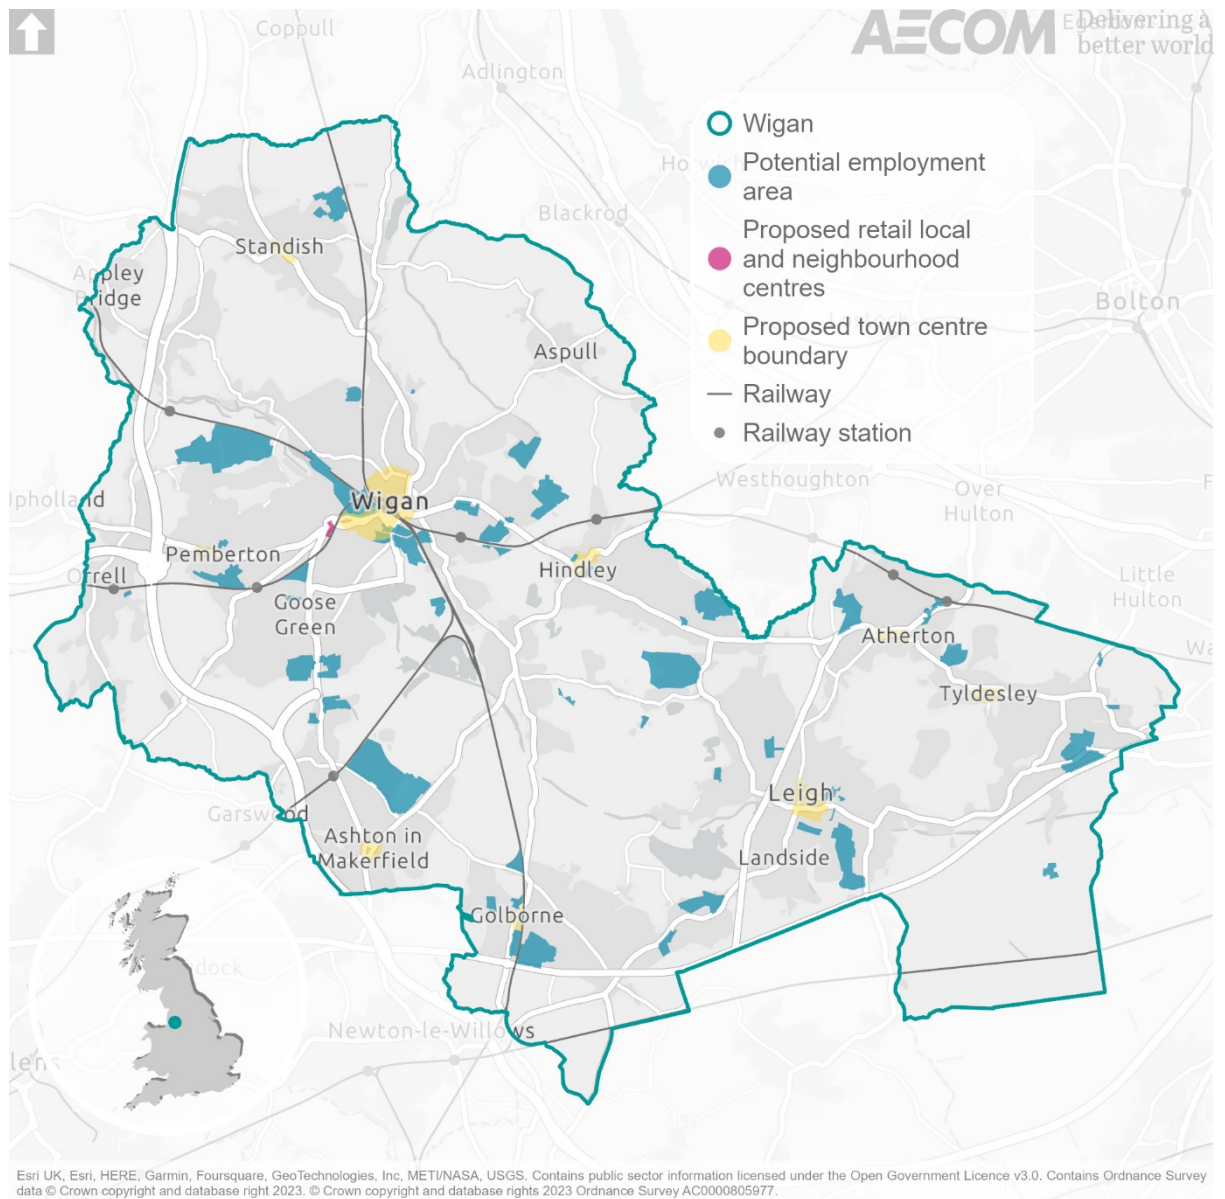 Coppull
AECOM
Delivering a
better world
Adlington
Wigan
Potential employment
area
Proposed retail local
and neighbourhood
centres
Proposed town centre
boundary
Railway
Railway station
Blackrod
Standish
Appley
Bridge
Bolton
Aspull
Westhoughton
Over
Hulton
Upholland
Wigan
Pemberton
Hindley
Orrell
Little
Hulton
Goose
Green
Atherton
Tyldesley
Leigh
Garswood
Ashton in
Makerfield
Landside
Golborne
Newton-le-Willows
Esri UK, Esri, HERE, Garmin, Foursquare, GeoTechnologies, Inc, METI/NASA, USGS. Contains public sector information licensed under the Open Government Licence v3.0. Contains Ordnance Survey
data © Crown copyright and database right 2023. © Crown copyright and database rights 2023 Ordnance Survey AC0000805977.